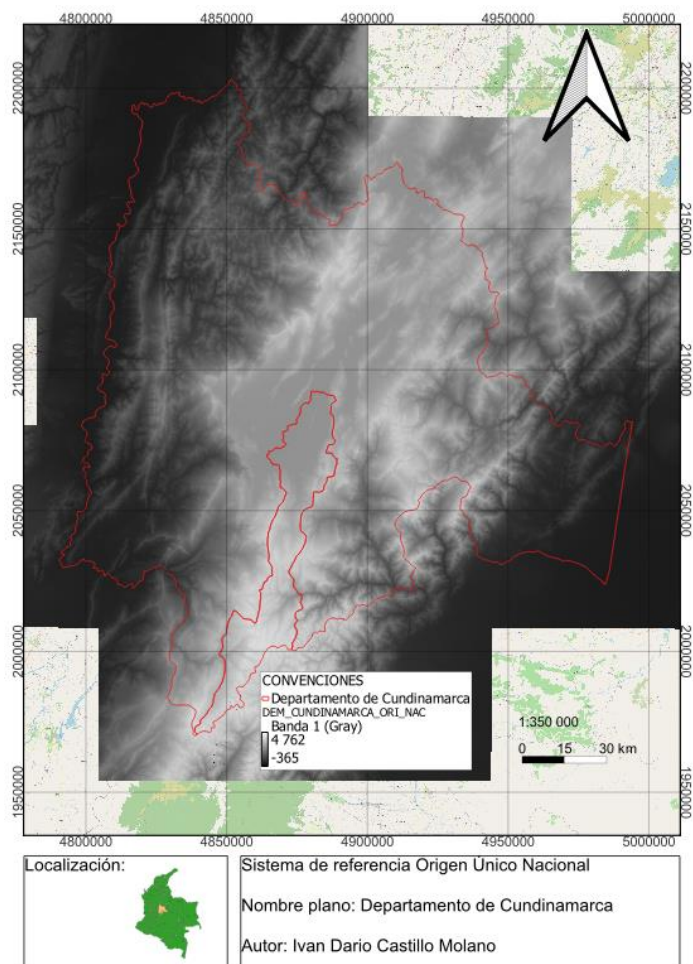 4800000 4850000 4900000 4950000 5000000
2200000 2200000
2150000 2150000
2100000 2100000
2050000 2050000
2000000 2000000
1950000 1950000
CONVENCIONES
Departamento de Cundinamarca
DEM_CUNDINAMARCA_ORI_NAC
Banda 1 (Gray)
4 762
-365
1:350 000
0 15 30 km
4800000 4850000 4900000 4950000 5000000
Localización:
Sistema de referencia Origen Único Nacional
Nombre plano: Departamento de Cundinamarca
Autor: Ivan Dario Castillo Molano